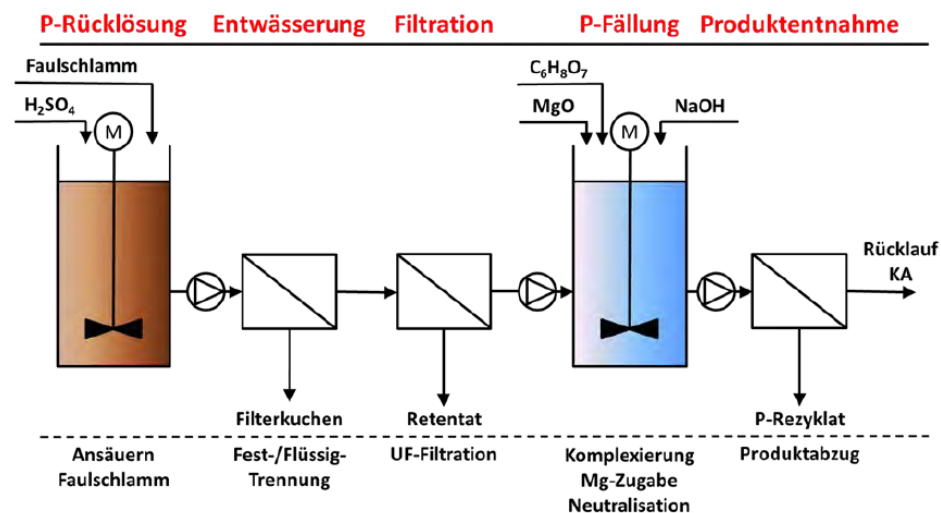 P-Rücklösung Entwässerung Filtration P-Fällung Produktentnahme
Faulschlamm
H₂SO₄
M
C₆H₈O₇
MgO
M
NaOH
Rücklauf
KA
Filterkuchen
Retentat
P-Rezyklat
Ansäuern
Faulschlamm
Fest-/Flüssig-
Trennung
UF-Filtration
Komplexierung
Mg-Zugabe
Neutralisation
Produktabzug